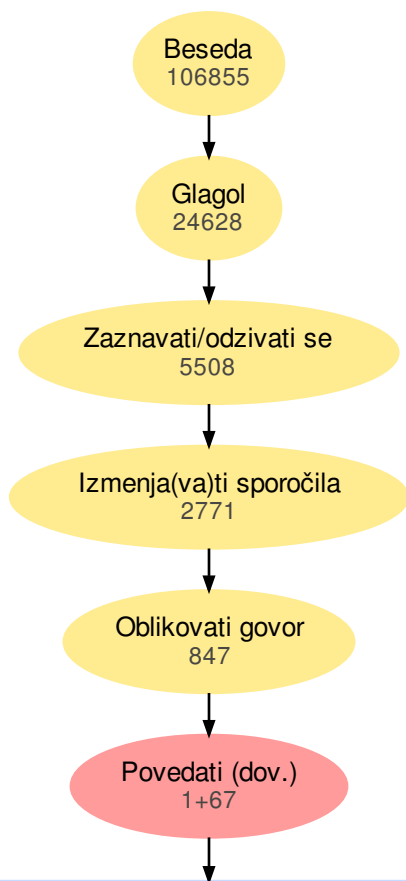 Beseda
106855
Glagol
24628
Zaznavati/odzivati se
5508
Izmenja(va)ti sporočila
2771
Oblikovati govor
847
Povedati (dov.)
1+67